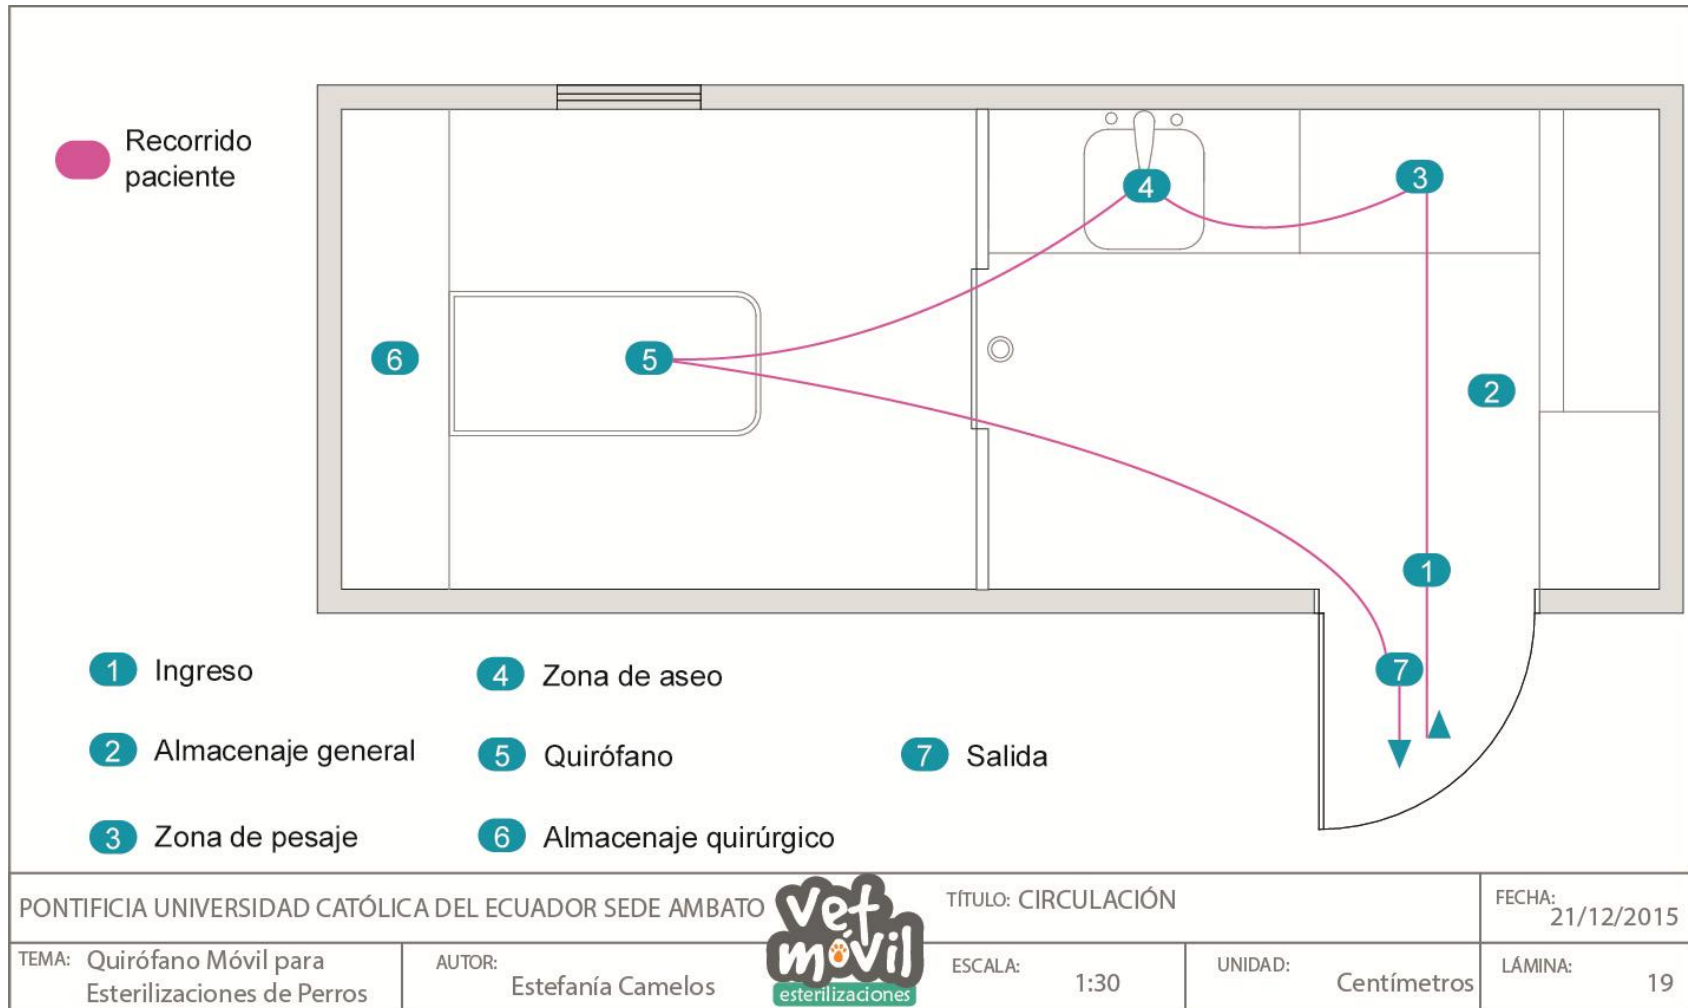 Recorrido
paciente
4
3
6
5
2
1
7
1 Ingreso
4 Zona de aseo
2 Almacenaje general
5 Quirófano
7 Salida
3 Zona de pesaje
6 Almacenaje quirúrgico
PONTIFICIA UNIVERSIDAD CATÓLICA DEL ECUADOR SEDE AMBATO
vet
móvil
esterilizaciones
TÍTULO: CIRCULACIÓN
FECHA:
21/12/2015
TEMA: Quirófano Móvil para
Esterilizaciones de Perros
AUTOR:
Estefanía Camelos
ESCALA:
1:30
UNIDAD:
Centímetros
LÁMINA:
19